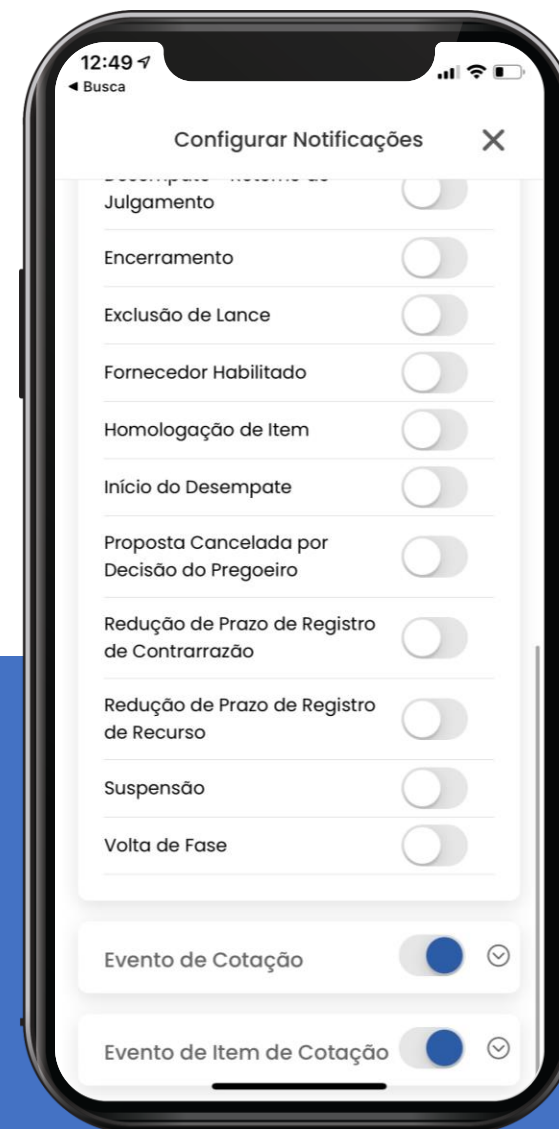 12:49
◀ Busca
Configurar Notificações
Julgamento
Encerramento
Exclusão de Lance
Fornecedor Habilitado
Homologação de Item
Início do Desempate
Proposta Cancelada por
Decisão do Pregoeiro
Redução de Prazo de Registro
de Contrarrazão
Redução de Prazo de Registro
de Recurso
Suspensão
Volta de Fase
Evento de Cotação
Evento de Item de Cotação